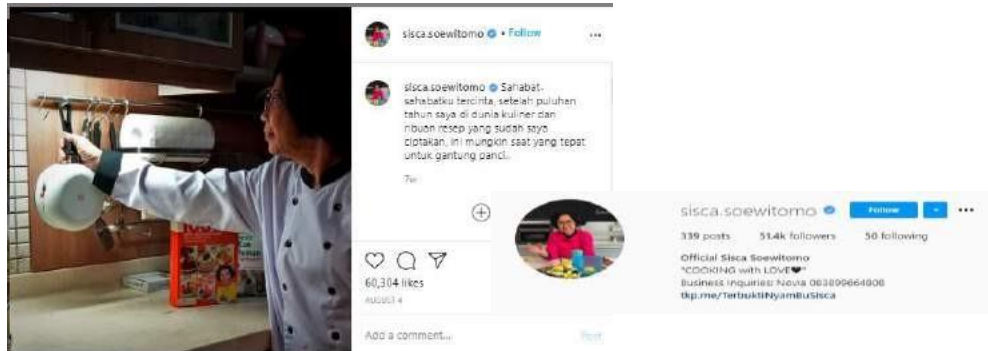 sisca.soewitomo • Follow
sisca.soewitomo Sahabat-
sahabatku tercinta, setelah puluhan
tahun saya di dunia kuliner dan
ribuan resep yang sudah saya
ciptakan, ini mungkin saat yang tepat
untuk gantung panci..
7w
60,304 likes
AUGUST 4
Add a comment...
Post
sisca.soewitomo
Follow
339 posts 51.4k followers 50 following
Official Sisca Soewitomo
"COOKING with LOVE🖤"
Business Inquiries: Novia 083899664808
tkp.me/TerbuktiNyamBuSisca